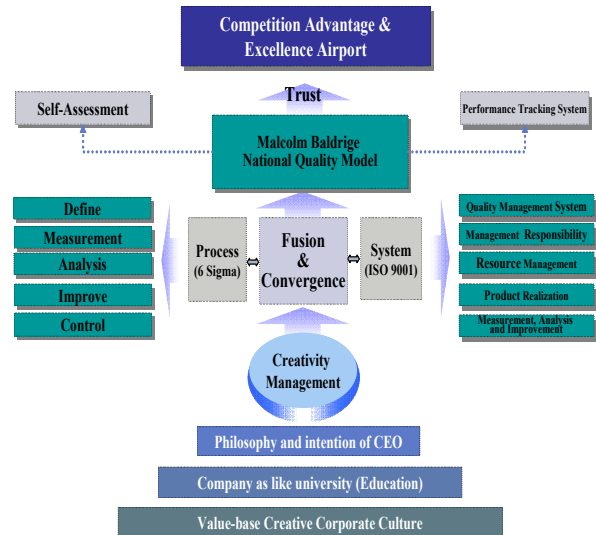 Competition Advantage &
Excellence Airport
Trust
Self-Assessment
Performance Tracking System
Malcolm Baldrige
National Quality Model
Define
Measurement
Analysis
Improve
Control
Process
(6 Sigma)
Fusion
&
Convergence
System
(ISO 9001)
Quality Management System
Management Responsibility
Resource Management
Product Realization
Measurement, Analysis
and Improvement
Creativity
Management
Philosophy and intention of CEO
Company as like university (Education)
Value-base Creative Corporate Culture